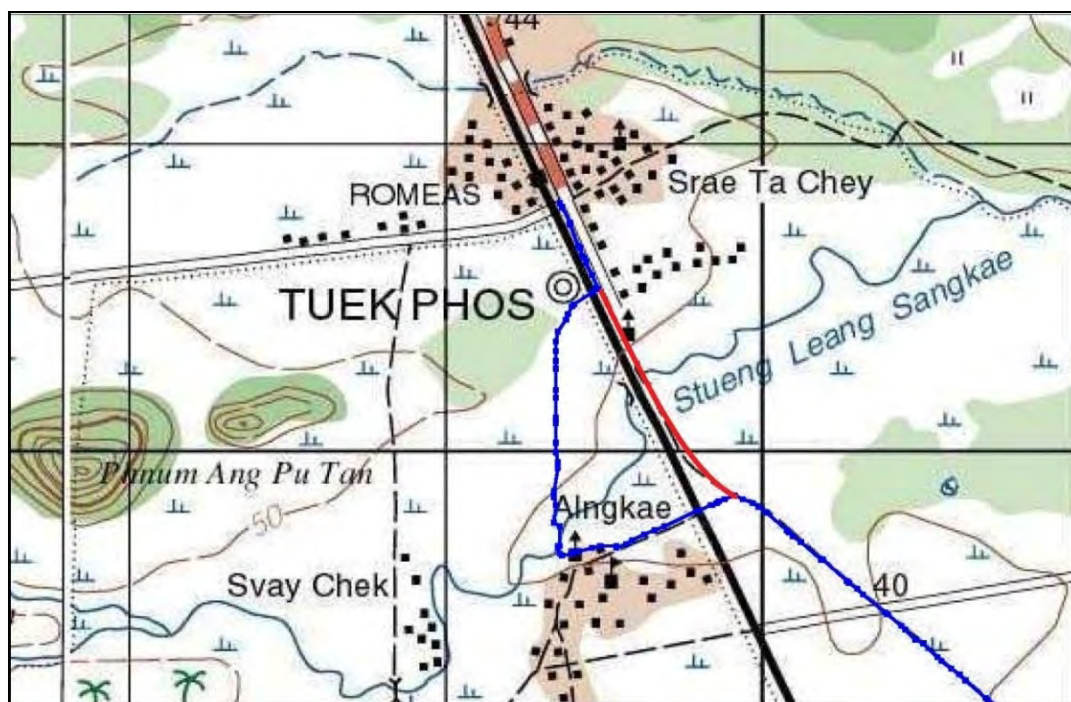 44
ROMEAS
Srae Ta Chey
TUEK PHOS
Stueng Leang Sangkae
Phnum Ang Pu Tan
50
Alngkae
Svay Chek
40